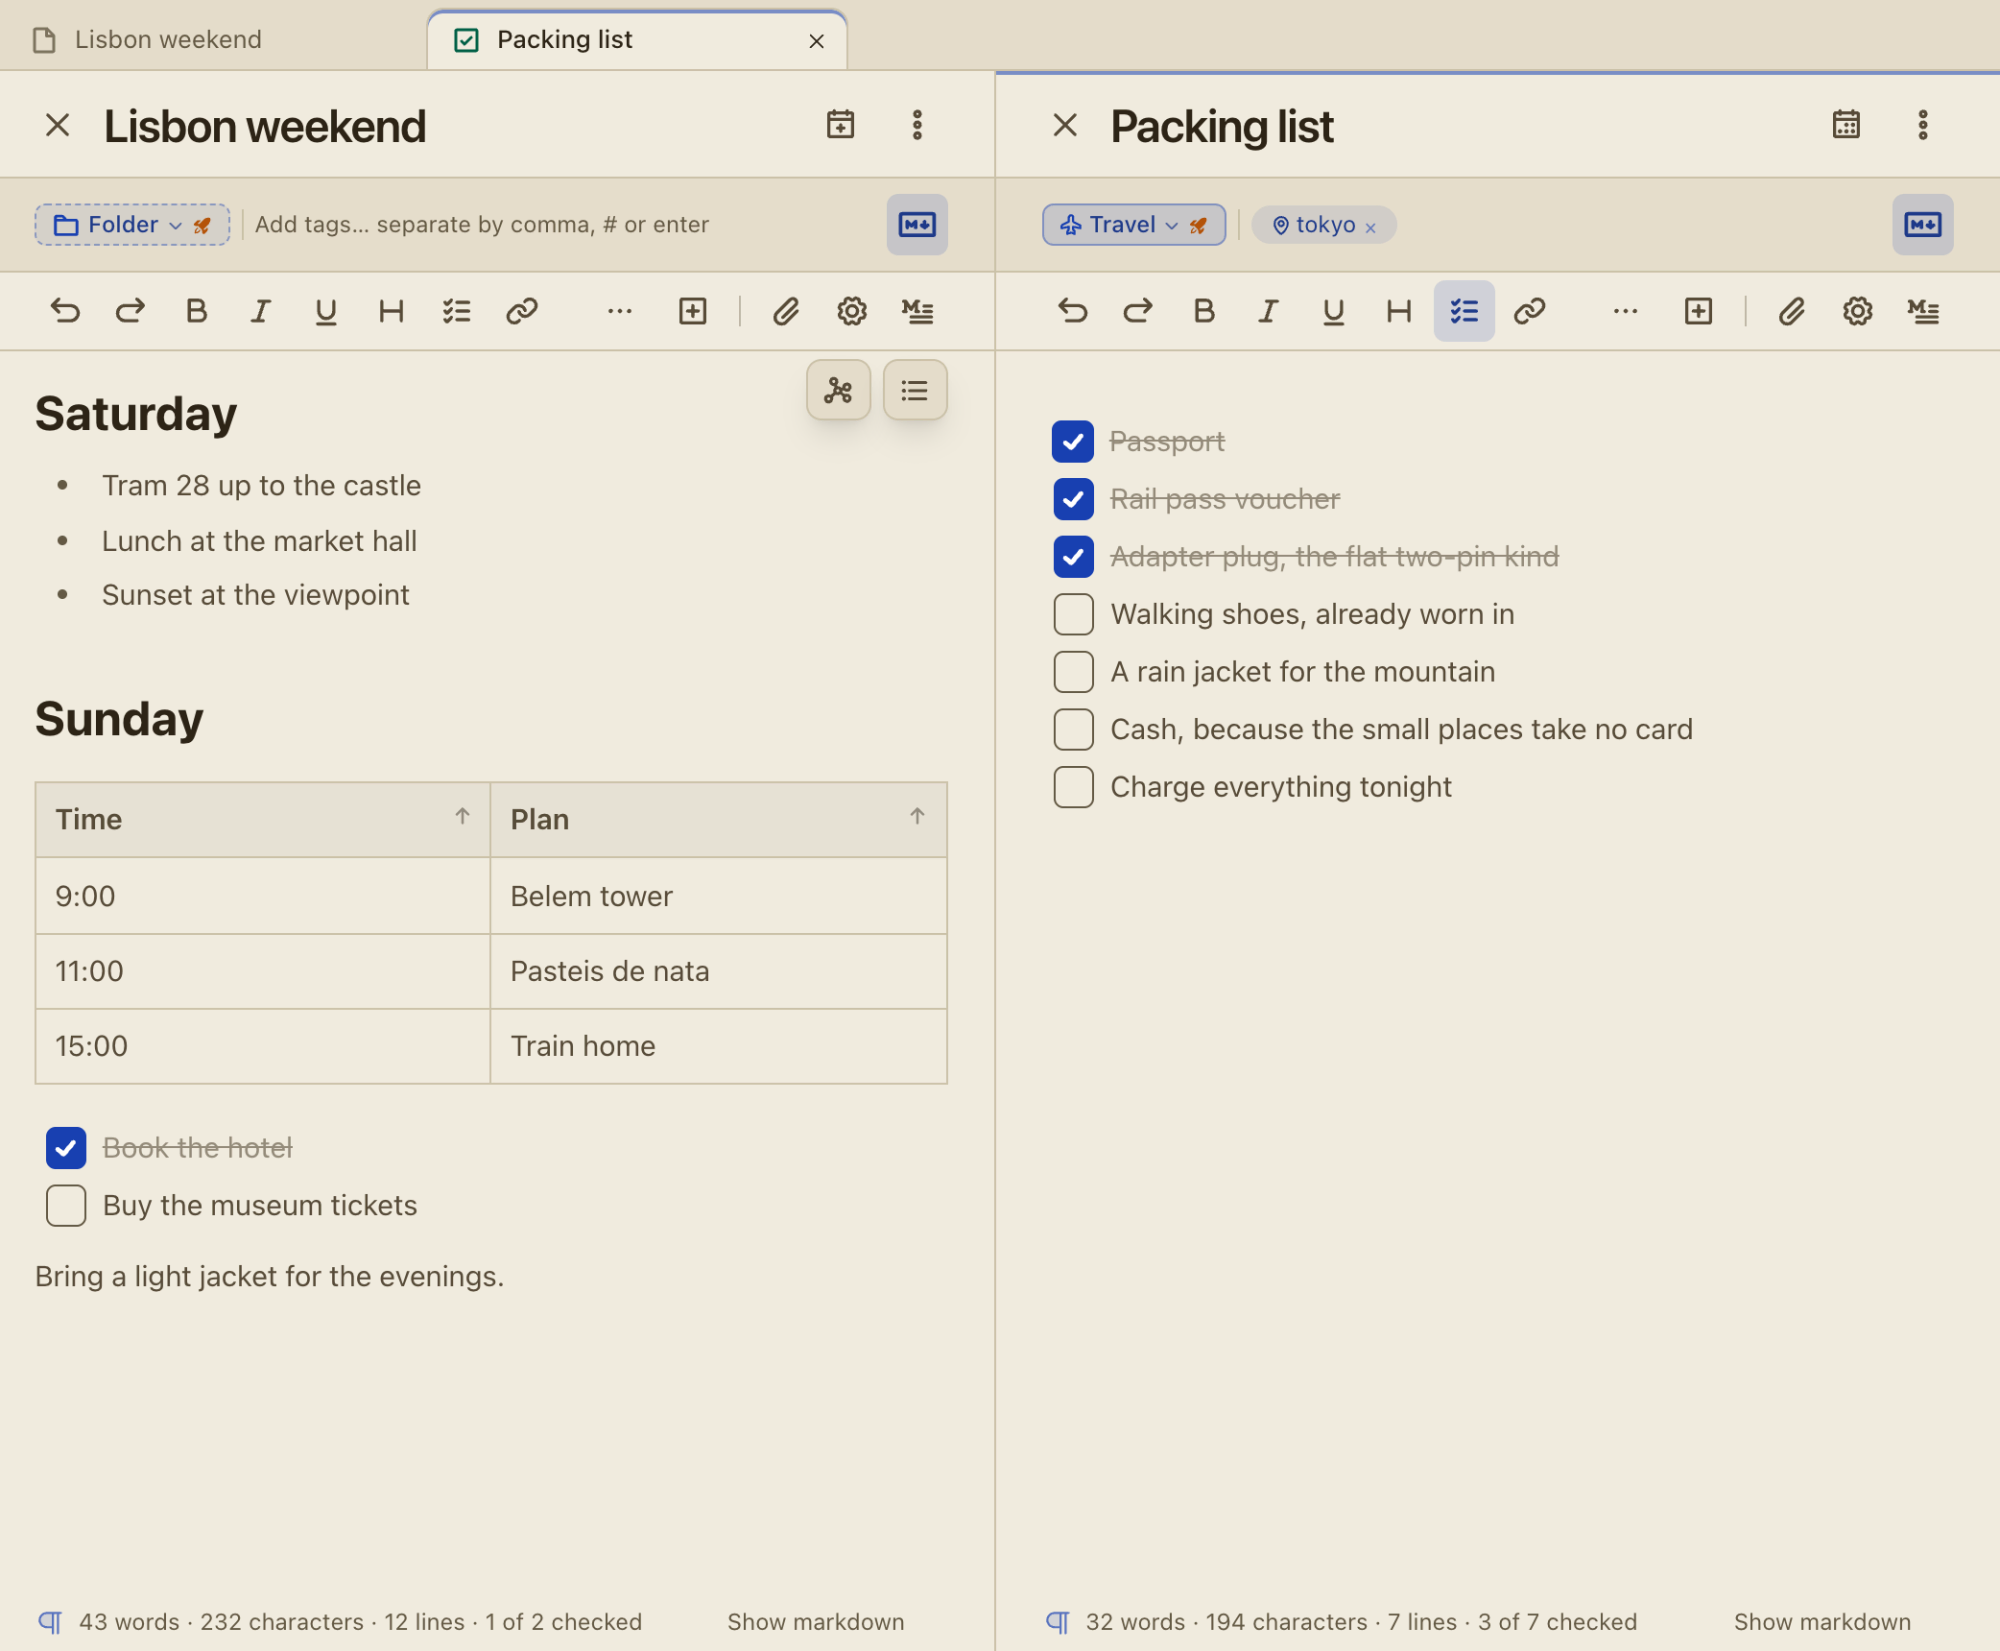 Lisbon weekend
Packing list
Lisbon weekend
Folder
Add tags... separate by comma, # or enter
M
B I U H
M
Saturday
Tram 28 up to the castle
Lunch at the market hall
Sunset at the viewpoint
Sunday
Time Plan
9:00 Belem tower
11:00 Pasteis de nata
15:00 Train home
Book the hotel
Buy the museum tickets
Bring a light jacket for the evenings.
43 words · 232 characters · 12 lines · 1 of 2 checked
Show markdown
Packing list
Travel
tokyo
M
B I U H
M
Passport
Rail pass voucher
Adapter plug, the flat two-pin kind
Walking shoes, already worn in
A rain jacket for the mountain
Cash, because the small places take no card
Charge everything tonight
32 words · 194 characters · 7 lines · 3 of 7 checked
Show markdown